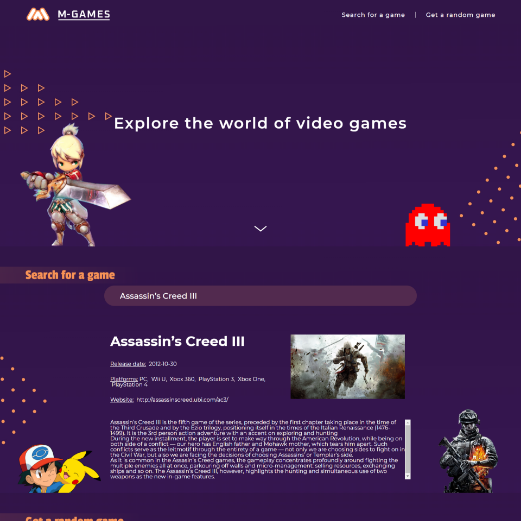 M-GAMES
Search for a game | Get a random game
Explore the world of video games
Search for a game
Assassin's Creed III
Assassin's Creed III
Release date: 2012-10-30
Platforms: PC, Wii U, Xbox 360, PlayStation 3, Xbox One,
PlayStation 4
Website: http://assassinscreed.ubi.com/ac3/
Assassin's Creed III is the fifth game of the series, preceded by the first chapter taking place in the time of
The Third Crusade and by the Ezio trilogy, positioning itself in the times of the Italian Renaissance (1476-
1499). It is the 3rd person action adventure with an accent on exploring and hunting.
During the new installment, the player is set to make way through the American Revolution, while being on
both side of a conflict — our hero has English father and Mohawk mother, which tears him apart. Such
conflicts serve as the leitmotif through the entirety of a game — not only we are choosing sides to fight on in
the Civil War, but a so we are facing the decisions of choosing Assassins' or Templar's side.
As it is common in the Assassin's Creed games, the gameplay concentrates profoundly around fighting the
multiple enemies all at once, parkouring off walls and micro-management: selling resources, exchanging
ships and so on. The Assassin's Creed III, however, highlights the hunting and simultaneous use of two
weapons as the new in-game features.
Get a random game